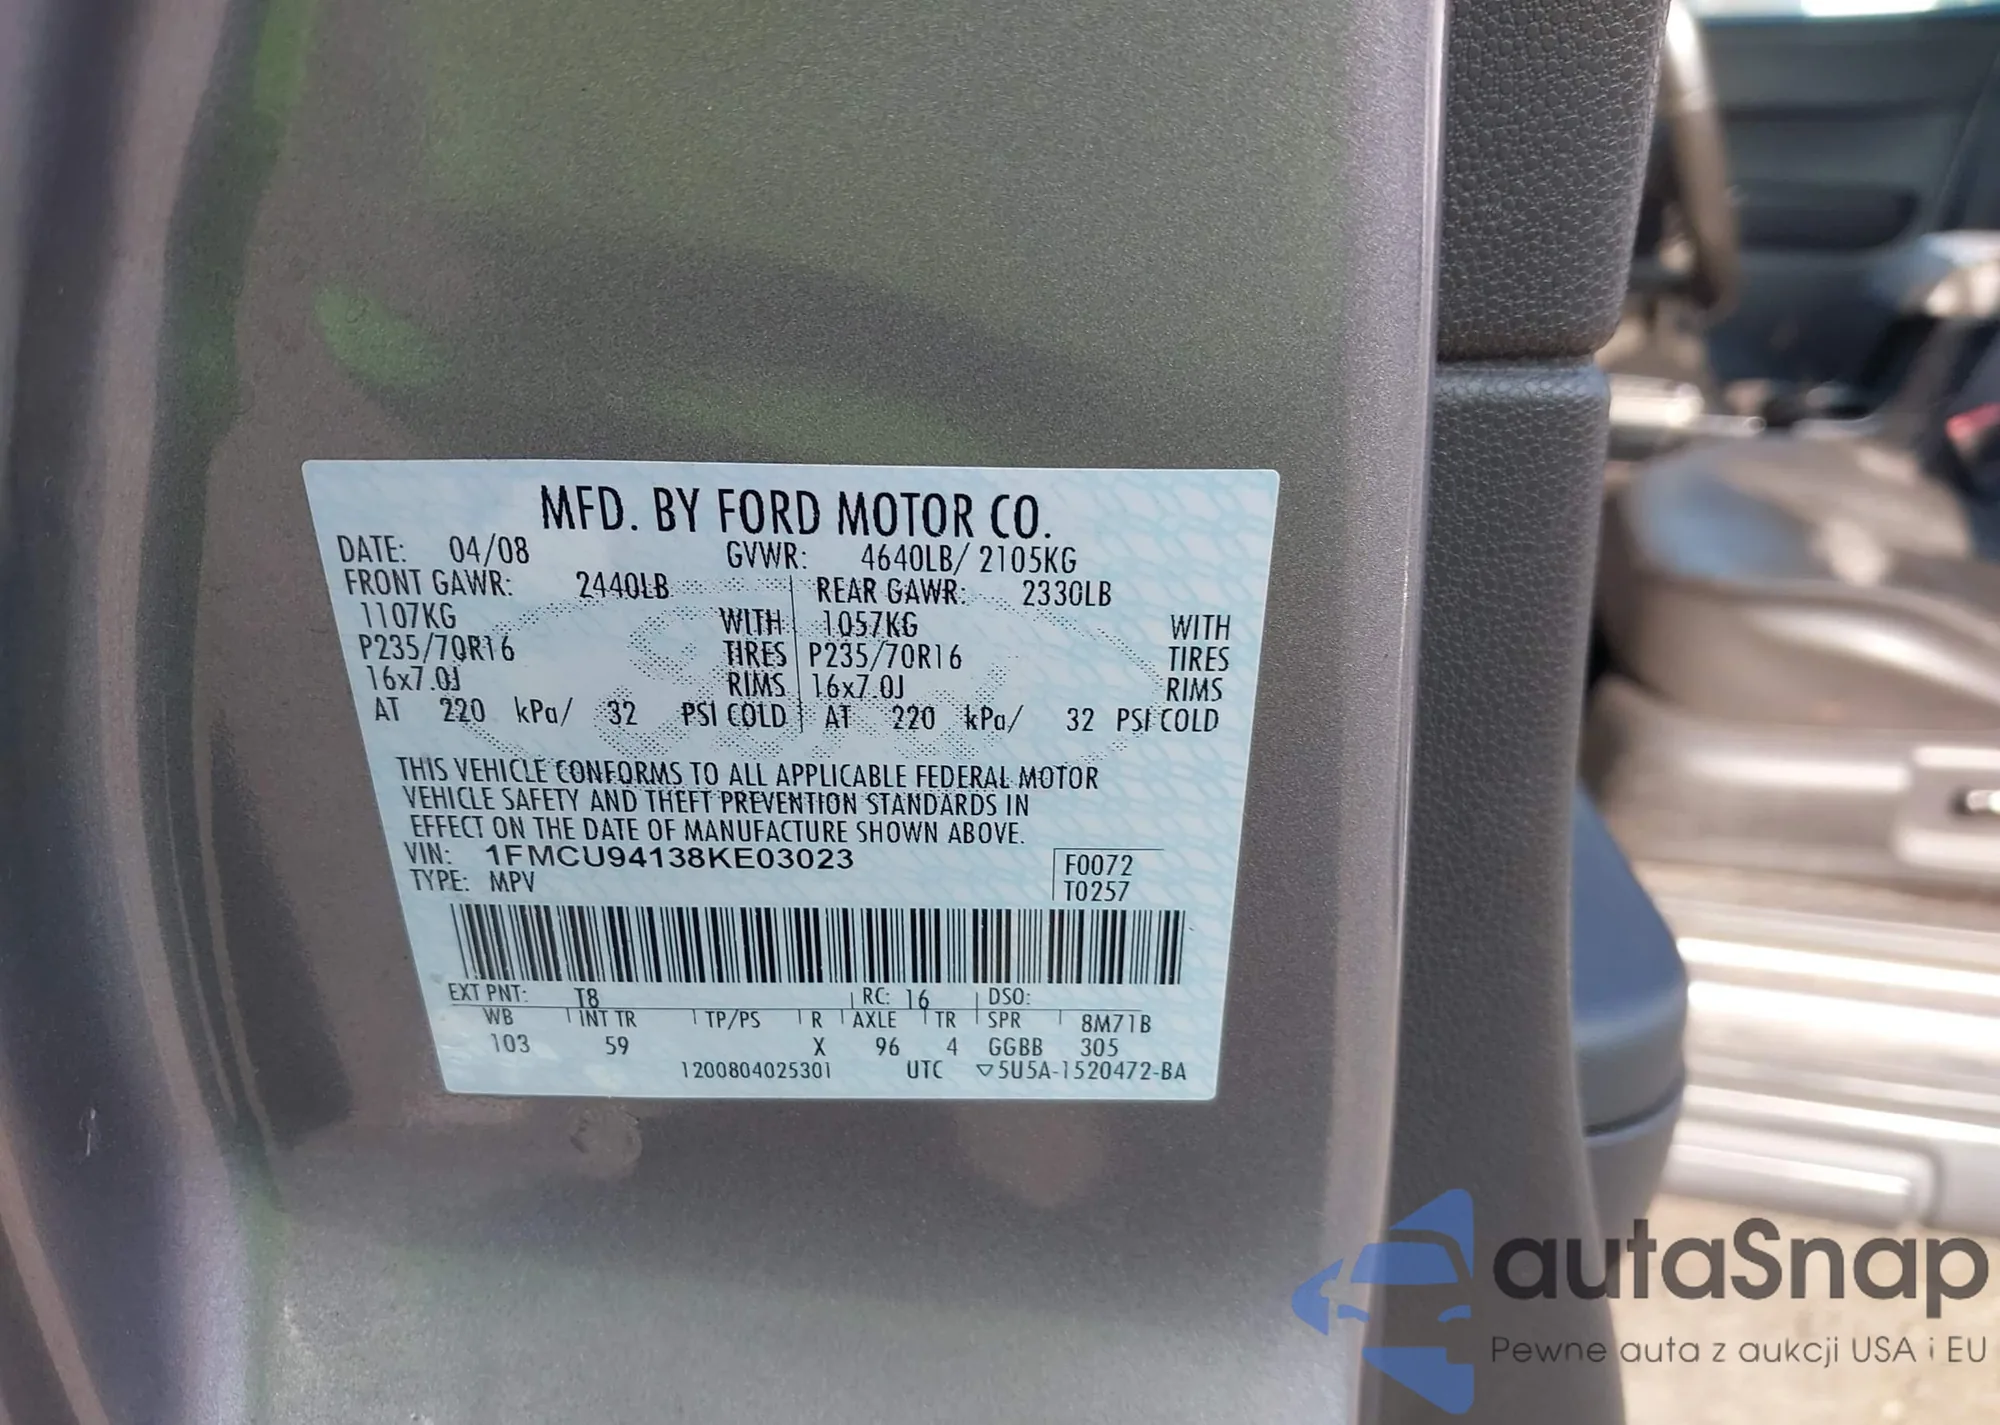 MFD. BY FORD MOTOR CO.
DATE: 04/08 GVWR: 4640LB/ 2105KG
FRONT GAWR: 2440LB REAR GAWR: 2330LB
1107KG WITH 1057KG WITH
P235/70R16 TIRES P235/70R16 TIRES
16x7.0J RIMS 16x7.0J RIMS
AT 220 kPa/ 32 PSI COLD AT 220 kPa/ 32 PSI COLD
THIS VEHICLE CONFORMS TO ALL APPLICABLE FEDERAL MOTOR
VEHICLE SAFETY AND THEFT PREVENTION STANDARDS IN
EFFECT ON THE DATE OF MANUFACTURE SHOWN ABOVE.
VIN: 1FMCU94138KE03023 F0072
TYPE: MPV T0257
EXT PNT: T8 RC: 16 DSO:
WB INT TR TP/PS R AXLE TR SPR 8M71B
103 59 X 96 4 GGBB 305
1200804025301 UTC ▽5U5A-1520472-BA
autaSnap
Pewne auta z aukcji USA i EU